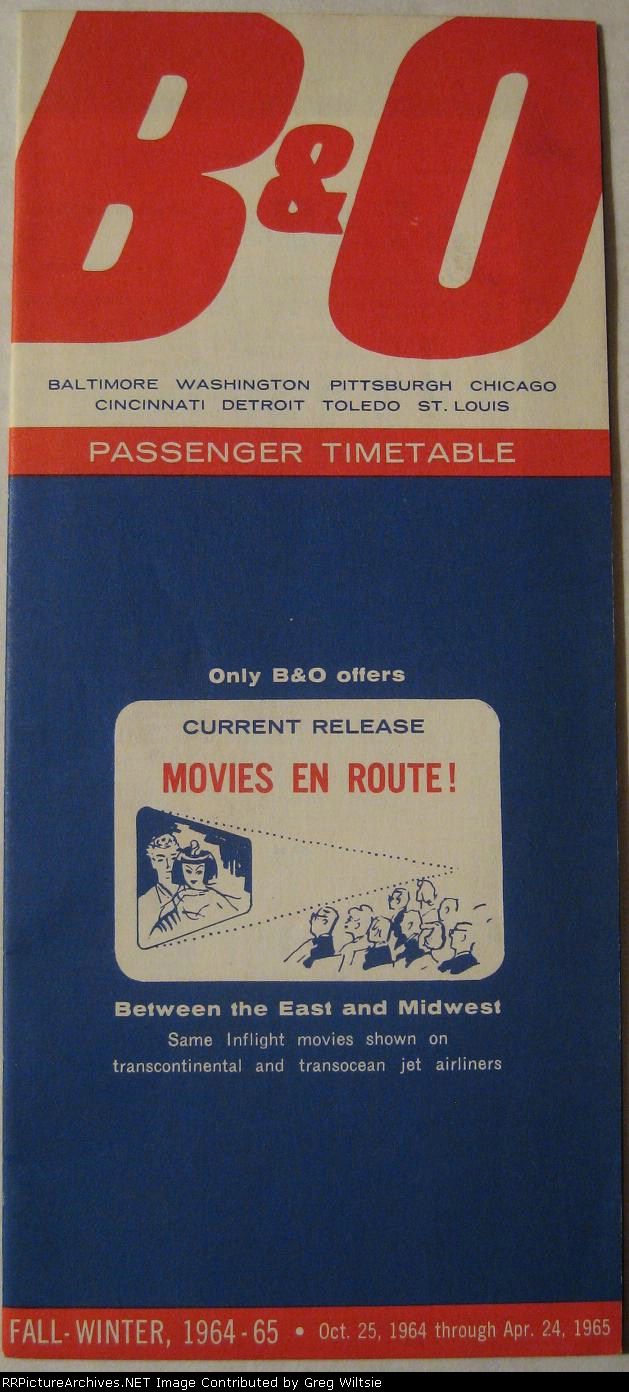 B&O
BALTIMORE WASHINGTON PITTSBURGH CHICAGO
CINCINNATI DETROIT TOLEDO ST. LOUIS
PASSENGER TIMETABLE
Only B&O offers
CURRENT RELEASE
MOVIES EN ROUTE!
Between the East and Midwest
Same Inflight movies shown on
transcontinental and transocean jet airliners
FALL-WINTER, 1964-65 • Oct. 25, 1964 through Apr. 24, 1965
RRPictureArchives.NET Image Contributed by Greg Wiltsie